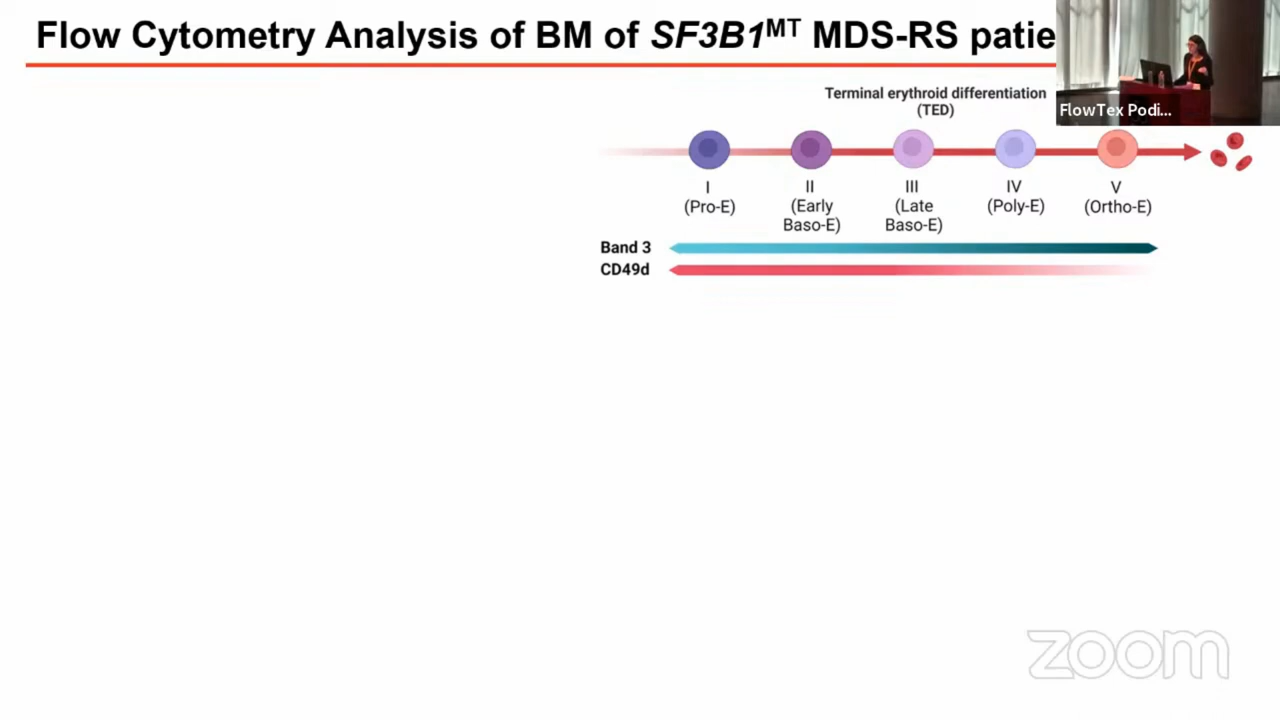 Flow Cytometry Analysis of BM of SF3B1MT MDS-RS patie
FlowTex Podi...
Terminal erythroid differentiation
(TED)
I
(Pro-E)
II
(Early
Baso-E)
III
(Late
Baso-E)
IV
(Poly-E)
V
(Ortho-E)
Band 3
CD49d
zoom